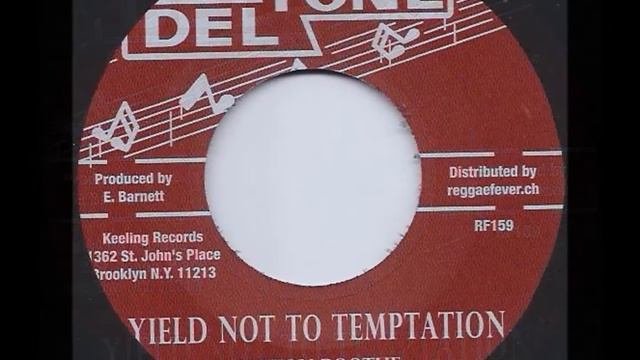 TONE
DEL
Produced by
E. Barnett
Distributed by
reggaefever.ch
RF159
Keeling Records
1362 St. John's Place
Brooklyn N.Y. 11213
YIELD NOT TO TEMPTATION